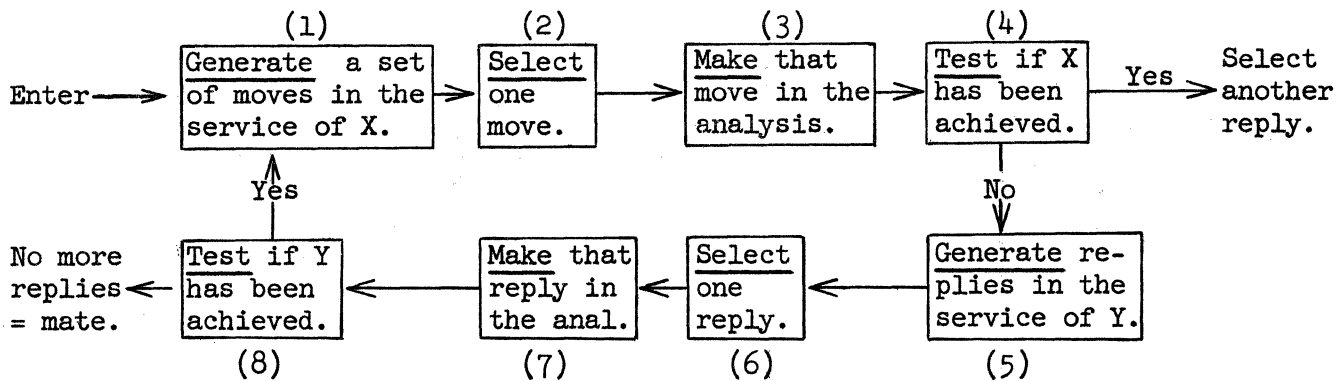 (1)
(2)
(3)
(4)
Enter
Generate a set
of moves in the
service of X.
Select
one
move.
Make that
move in the
analysis.
Test if X
has been
achieved.
Yes
Select
another
reply.
Yes
No
No more
replies
= mate.
Test if Y
has been
achieved.
Make that
reply in
the anal.
Select
one
reply.
Generate re-
plies in the
service of Y.
(8)
(7)
(6)
(5)